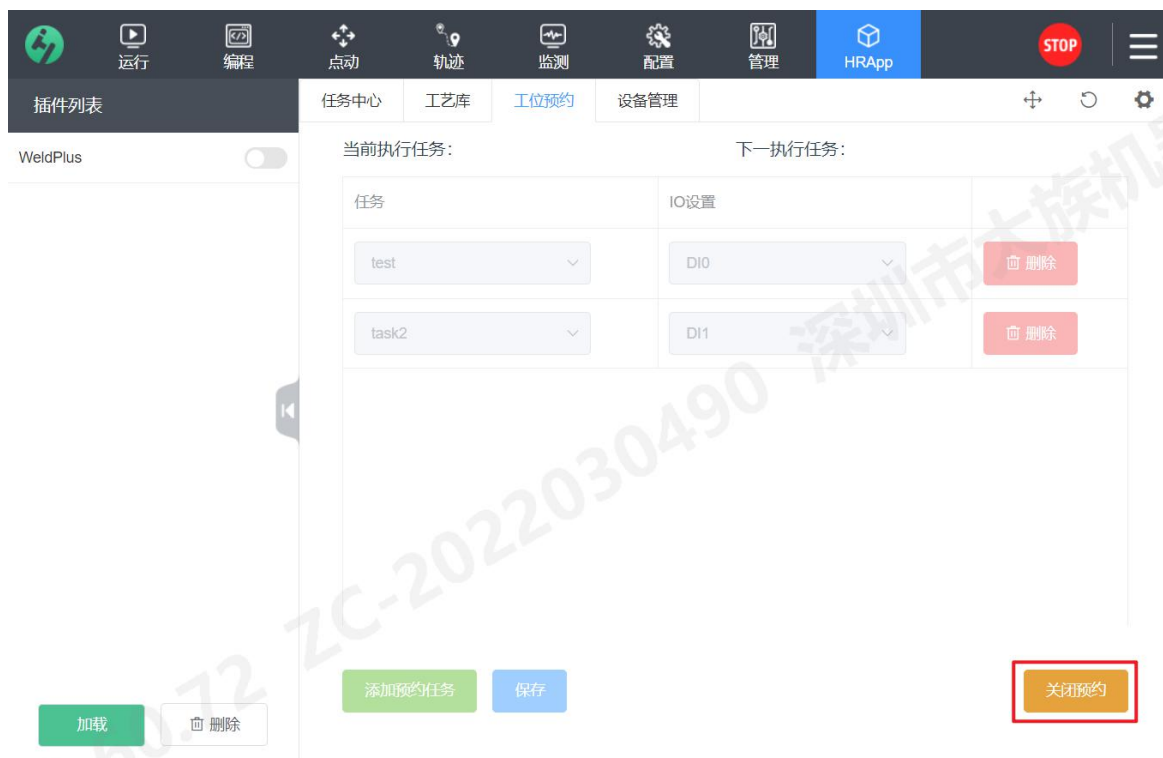 运行 编程 点动 轨迹 监测 配置 管理 HRApp STOP
插件列表 任务中心 工艺库 工位预约 设备管理
WeldPlus 当前执行任务: 下一执行任务:
任务 IO设置
test DI0 删除
task2 DI1 删除
添加预约任务 保存 关闭预约
加载 删除
ZC-2022030490 深圳市大族机器